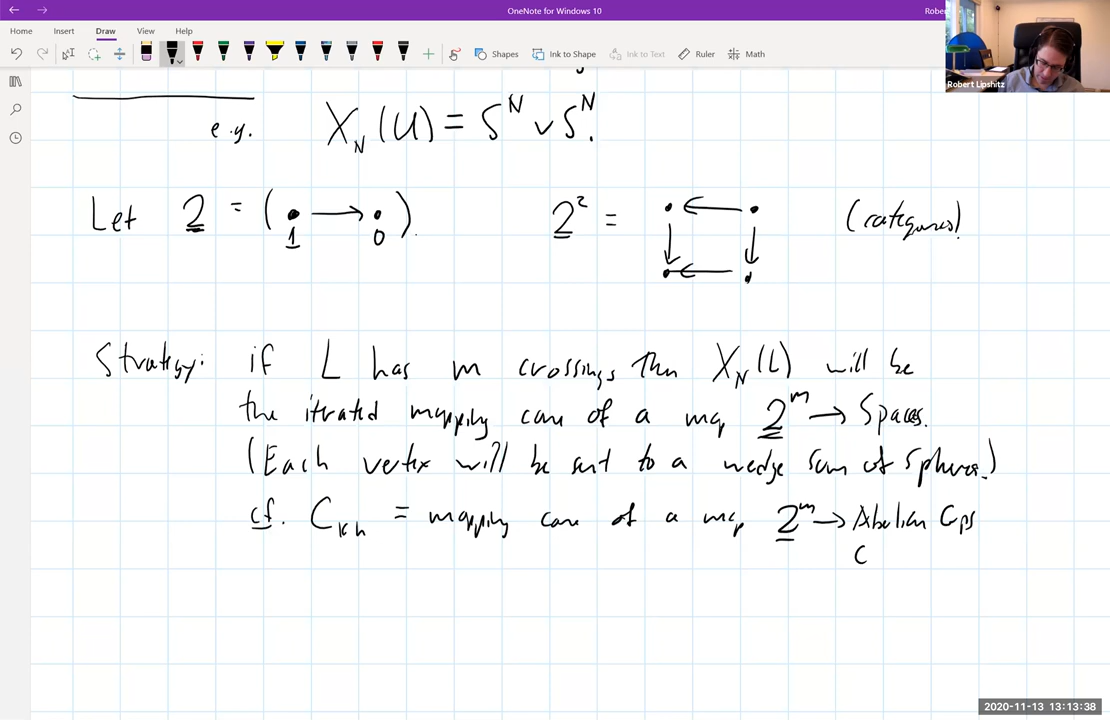 OneNote for Windows 10
Rober
Home Insert Draw View Help
Shapes Ink to Shape Ink to Text Ruler Math
Robert Lipshitz
e.g. X_N(U) = S^N ∨ S^N.
Let 2 = (• → •). 2² = (categories)
1 0
Strategy: if L has m crossings then X_N(L) will be
the iterated mapping cone of a map 2^m → Spaces.
(Each vertex will be sent to a wedge sum of spheres.)
cf. C_Kh = mapping cone of a map 2^m → Abelian Gps
C
2020-11-13 13:13:38